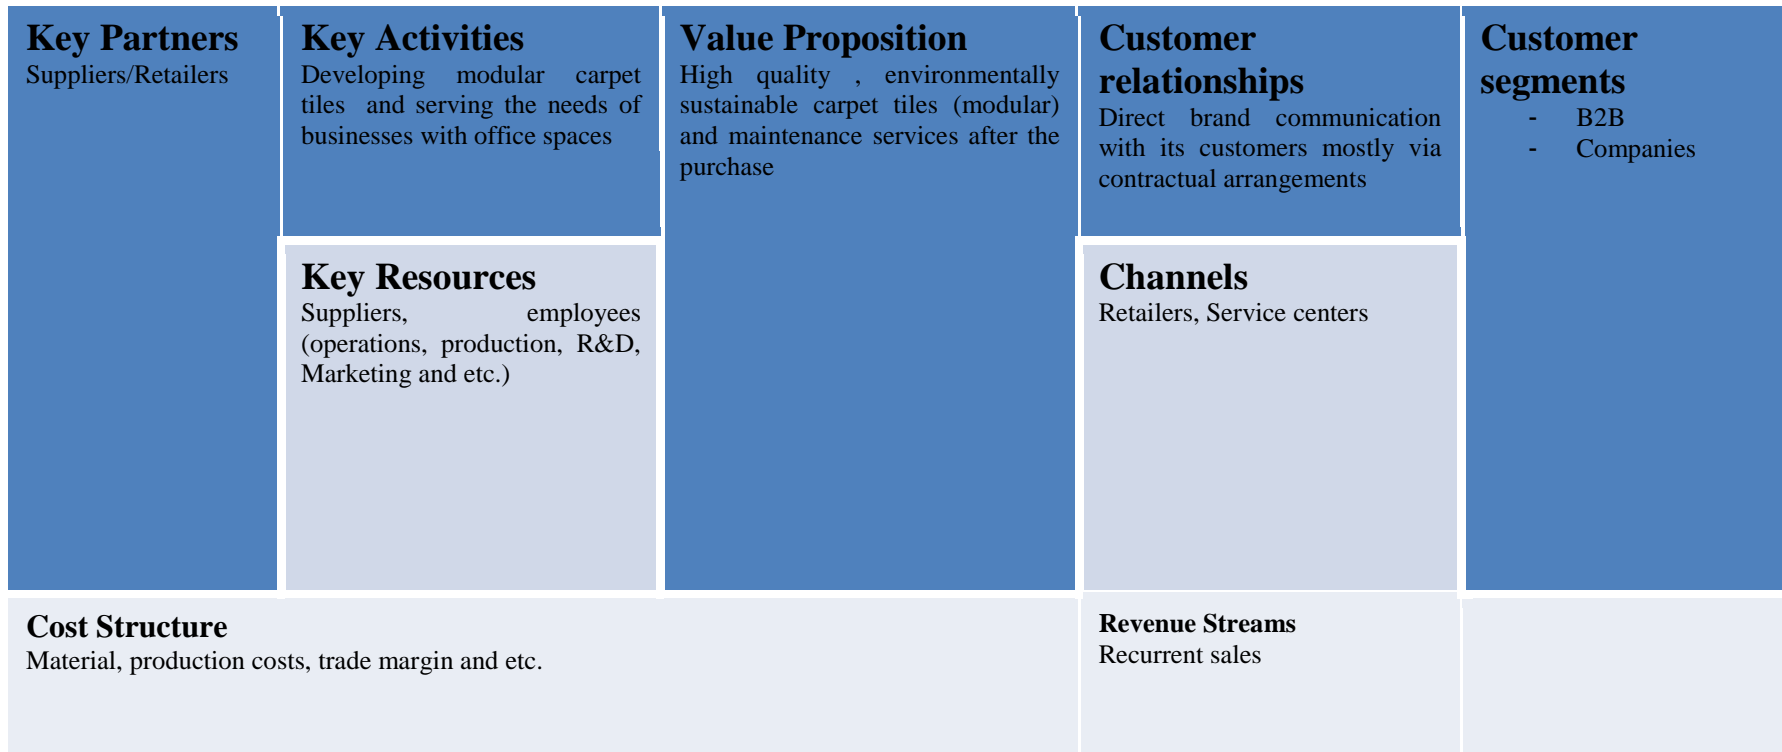 Key Partners
Suppliers/Retailers
Key Activities
Developing modular carpet
tiles and serving the needs of
businesses with office spaces
Value Proposition
High quality , environmentally
sustainable carpet tiles (modular)
and maintenance services after the
purchase
Customer
relationships
Direct brand communication
with its customers mostly via
contractual arrangements
Customer
segments
- B2B
- Companies
Key Resources
Suppliers, employees
(operations, production, R&D,
Marketing and etc.)
Channels
Retailers, Service centers
Cost Structure
Material, production costs, trade margin and etc.
Revenue Streams
Recurrent sales